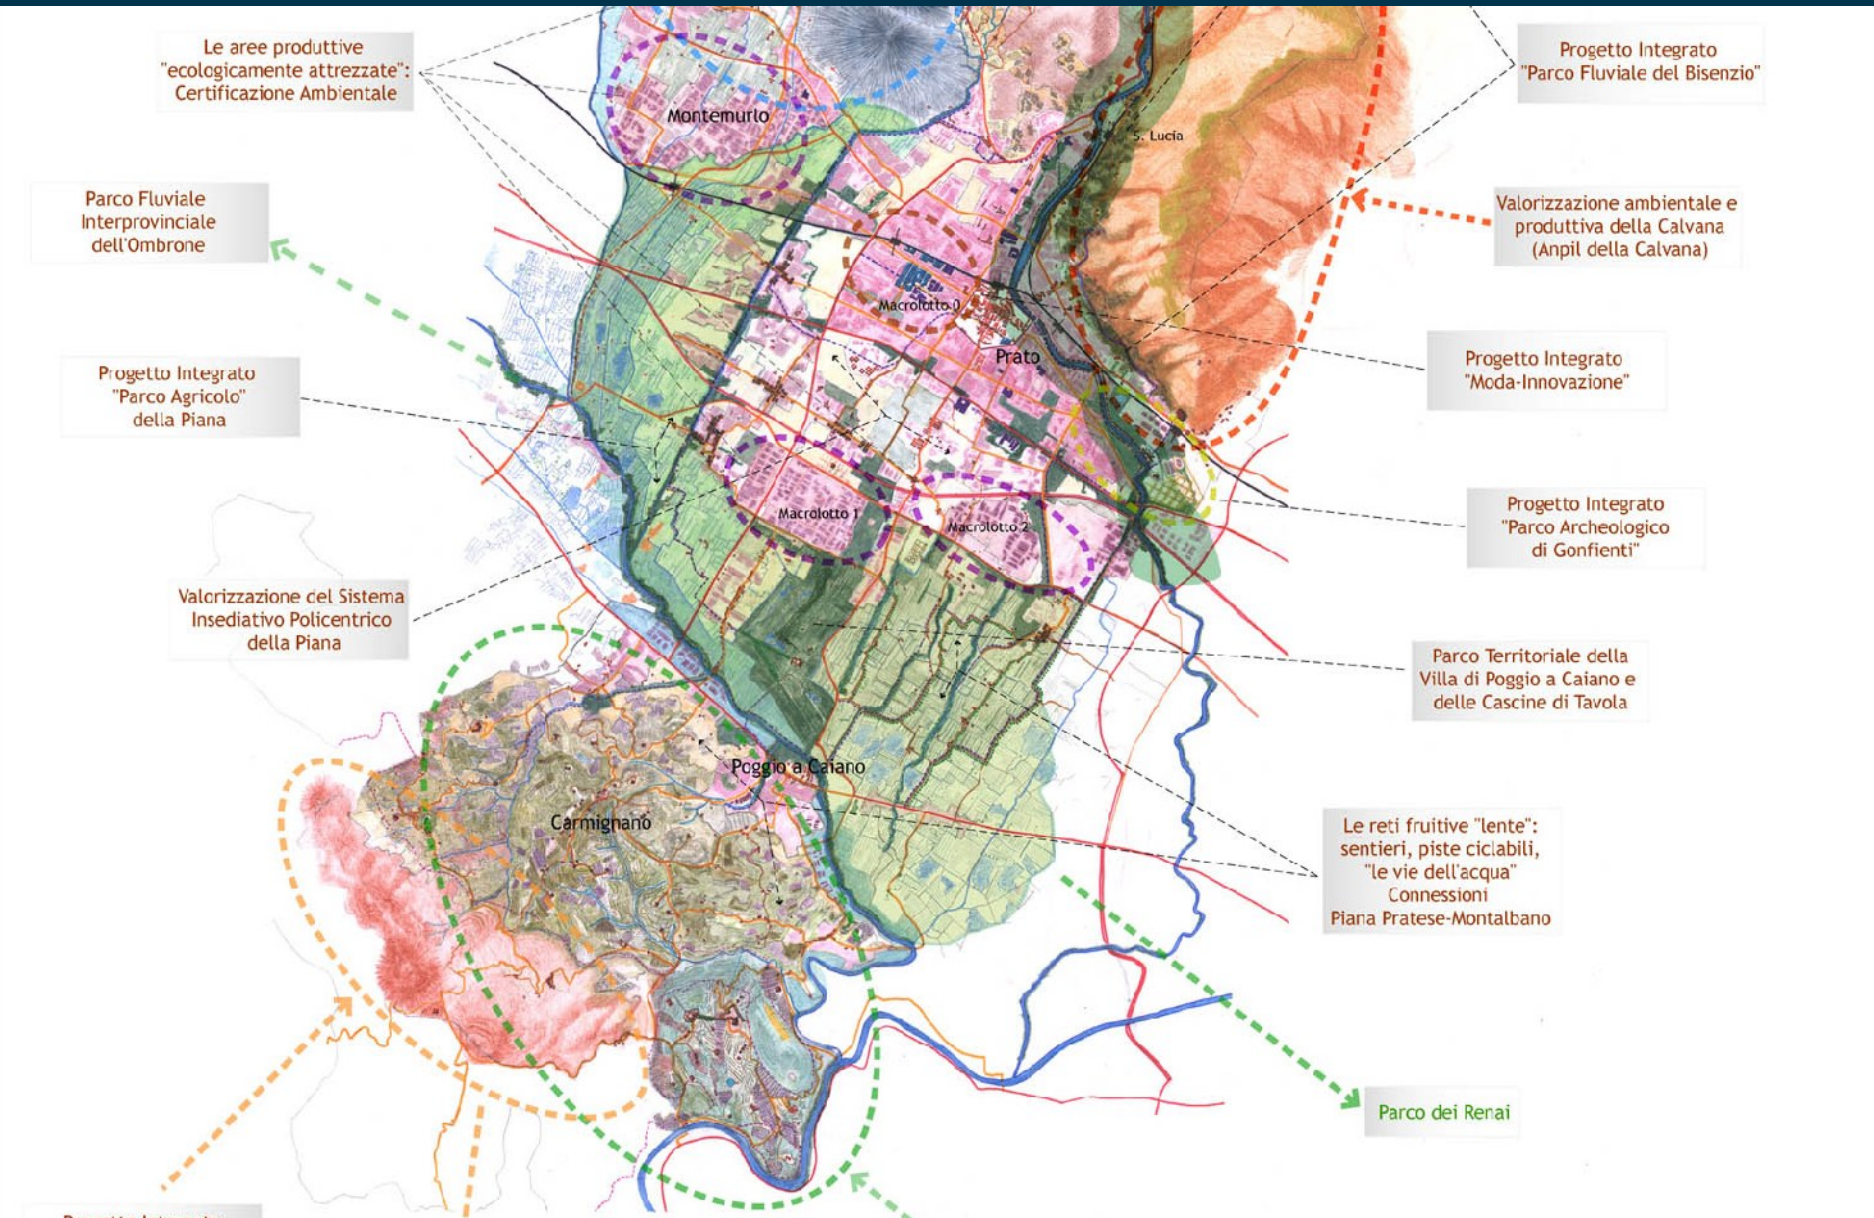 Le aree produttive
"ecologicamente attrezzate":
Certificazione Ambientale
Progetto Integrato
"Parco Fluviale del Bisenzio"
Montemurlo
S. Lucia
Parco Fluviale
Interprovinciale
dell'Ombrone
Valorizzazione ambientale e
produttiva della Calvana
(Anpil della Calvana)
Macrolotto 0
Prato
Progetto Integrato
"Moda-Innovazione"
Progetto Integrato
"Parco Agricolo"
della Piana
Macrolotto 1
Macrolotto 2
Progetto Integrato
"Parco Archeologico
di Gonfienti"
Valorizzazione del Sistema
Insediativo Policentrico
della Piana
Parco Territoriale della
Villa di Poggio a Caiano e
delle Cascine di Tavola
Poggio a Caiano
Carmignano
Le reti fruitive "lente":
sentieri, piste ciclabili,
"le vie dell'acqua"
Connessioni
Piana Pratese-Montalbano
Parco dei Renai